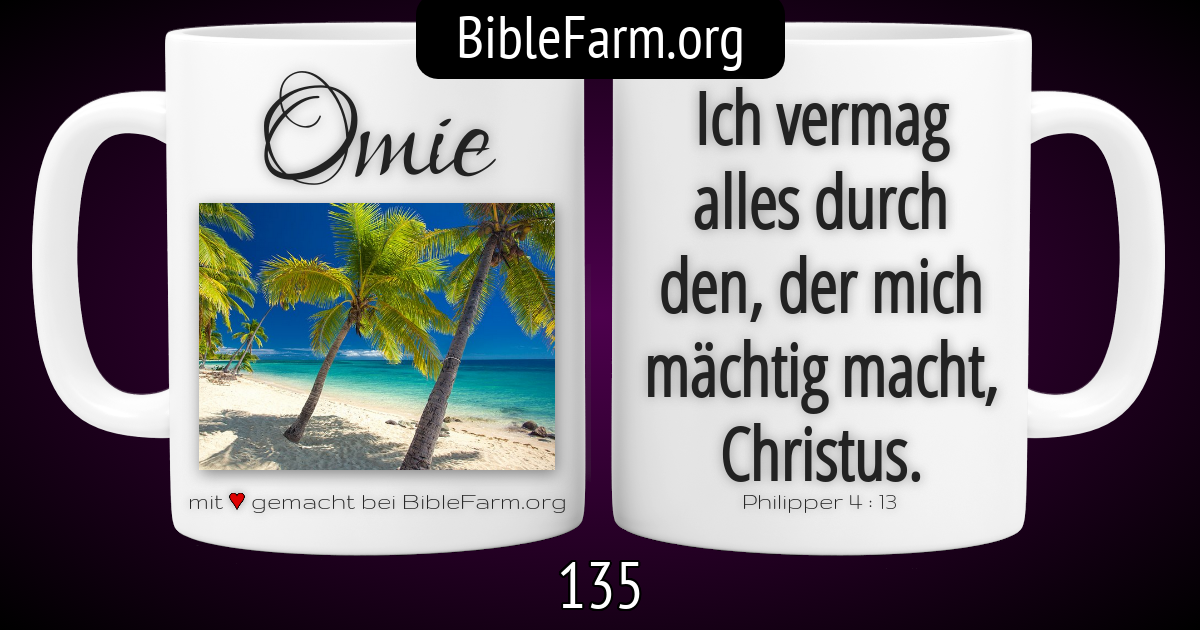 BibleFarm.org
Omie
mit ♥ gemacht bei BibleFarm.org
Ich vermag
alles durch
den, der mich
mächtig macht,
Christus.
Philipper 4 : 13
135